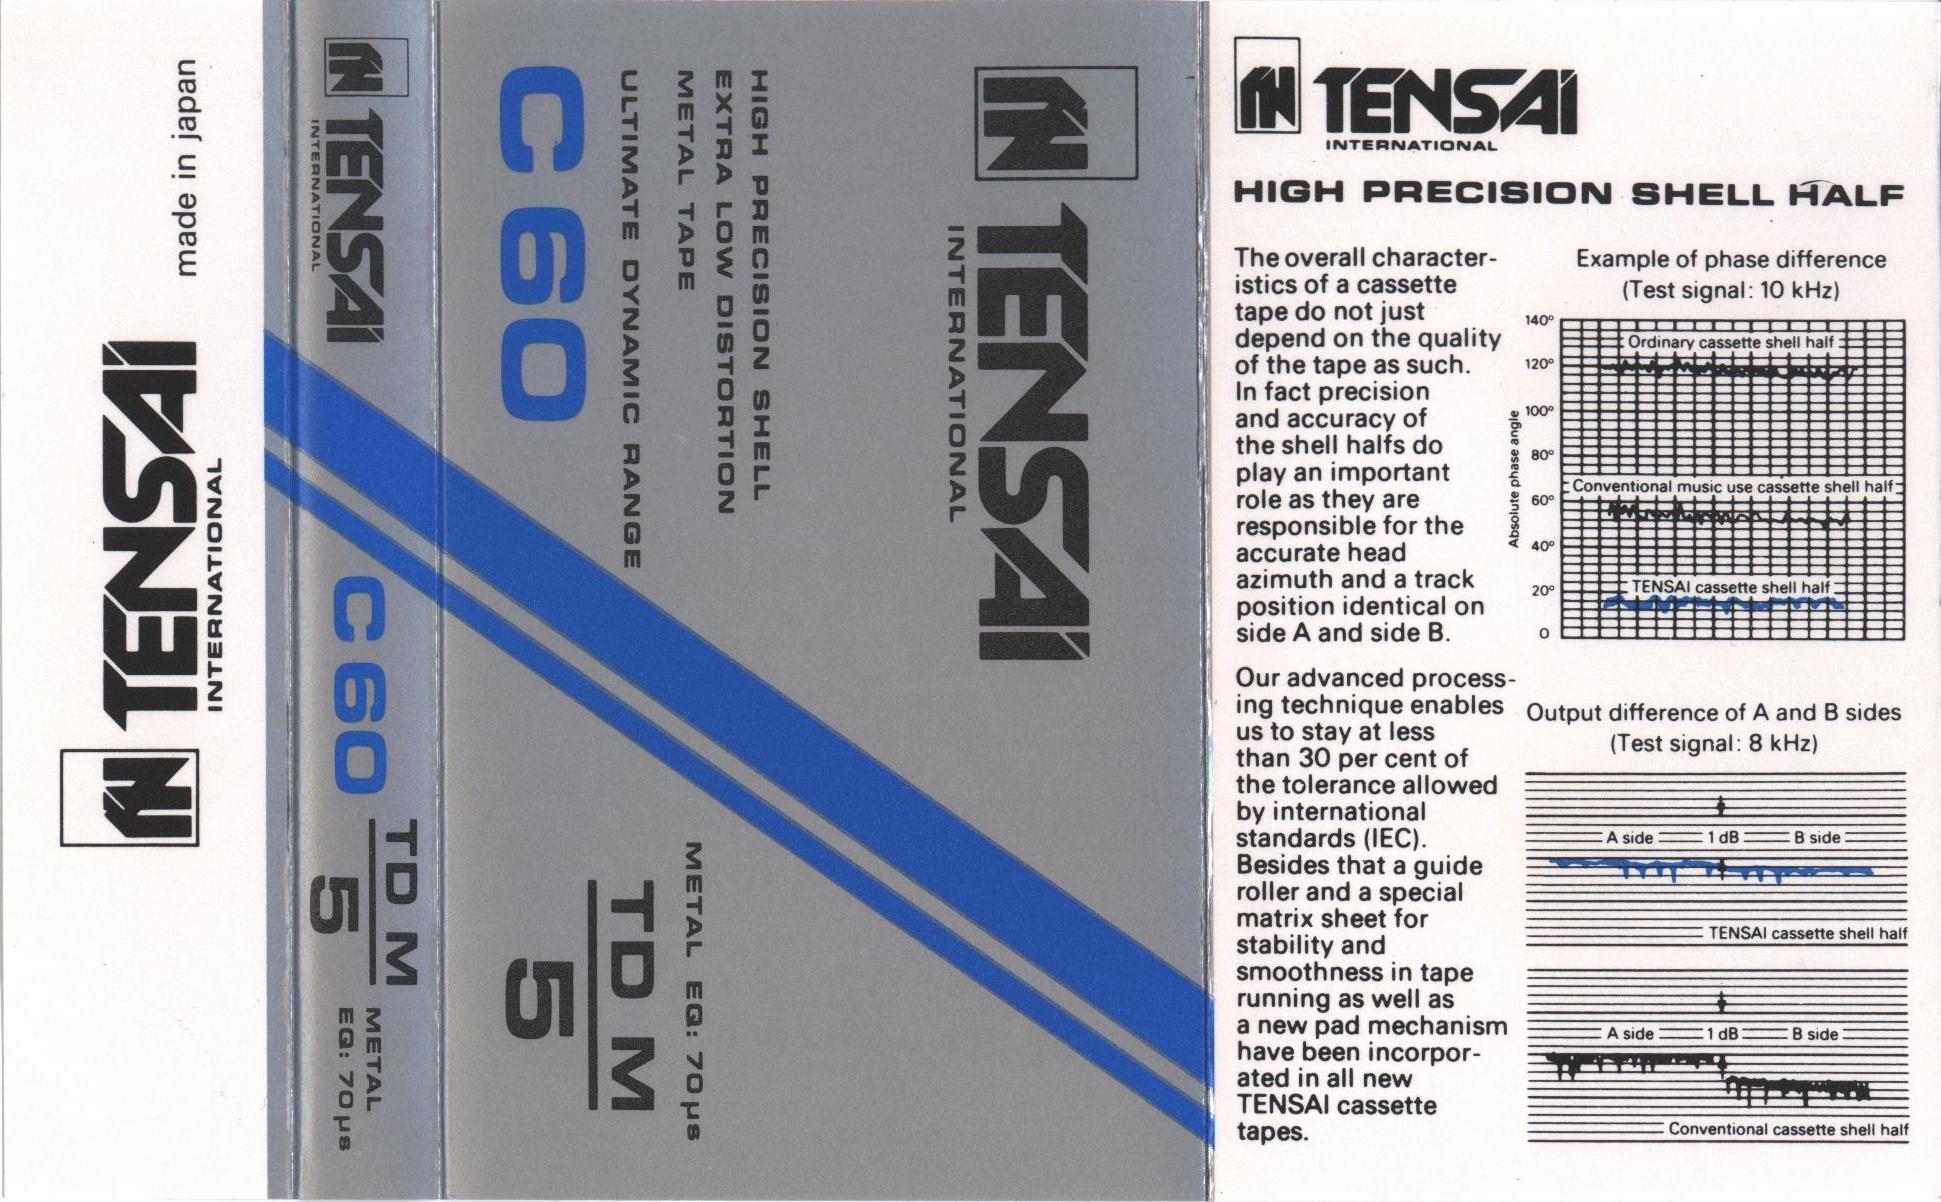 made in japan
TENSAI
INTERNATIONAL
TENSAI
INTERNATIONAL
C 60
TD M
5
METAL
EQ: 70µs
TENSAI
INTERNATIONAL
HIGH PRECISION SHELL
EXTRA LOW DISTORTION
METAL TAPE
ULTIMATE DYNAMIC RANGE
C 60
METAL EQ: 70µs
TD M
5
TENSAI
INTERNATIONAL
HIGH PRECISION SHELL HALF
The overall character-
istics of a cassette
tape do not just
depend on the quality
of the tape as such.
In fact precision
and accuracy of
the shell halfs do
play an important
role as they are
responsible for the
accurate head
azimuth and a track
position identical on
side A and side B.
Our advanced process-
ing technique enables
us to stay at less
than 30 per cent of
the tolerance allowed
by international
standards (IEC).
Besides that a guide
roller and a special
matrix sheet for
stability and
smoothness in tape
running as well as
a new pad mechanism
have been incorpor-
ated in all new
TENSAI cassette
tapes.
Example of phase difference
(Test signal: 10 kHz)
Absolute phase angle
140°
120°
100°
80°
60°
40°
20°
0
Ordinary cassette shell half
Conventional music use cassette shell half
TENSAI cassette shell half
Output difference of A and B sides
(Test signal: 8 kHz)
A side 1 dB B side
TENSAI cassette shell half
A side 1 dB B side
Conventional cassette shell half